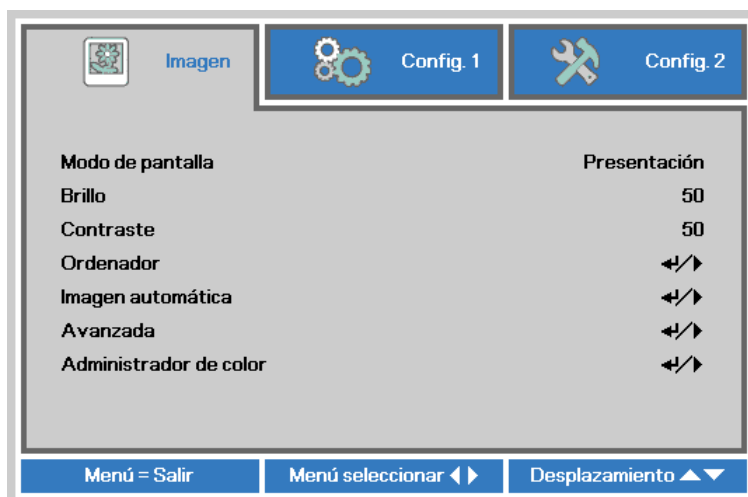 Imagen Config. 1 Config. 2
Modo de pantalla Presentación
Brillo 50
Contraste 50
Ordenador ↵/▶
Imagen automática ↵/▶
Avanzada ↵/▶
Administrador de color ↵/▶
Menú = Salir Menú seleccionar ◀▶ Desplazamiento ▲▼